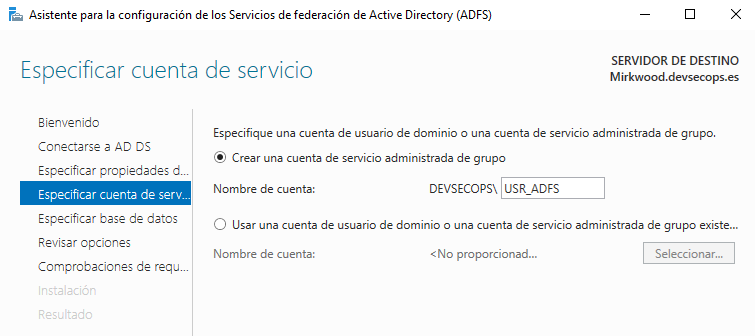 Asistente para la configuración de los Servicios de federación de Active Directory (ADFS)
Especificar cuenta de servicio
SERVIDOR DE DESTINO
Mirkwood.devsecops.es
Bienvenido
Conectarse a AD DS
Especificar propiedades d...
Especificar cuenta de serv...
Especificar base de datos
Revisar opciones
Comprobaciones de requ...
Instalación
Resultado
Especifique una cuenta de usuario de dominio o una cuenta de servicio administrada de grupo.
Crear una cuenta de servicio administrada de grupo
Nombre de cuenta: DEVSECOPS\ USR_ADFS
Usar una cuenta de usuario de dominio o una cuenta de servicio administrada de grupo existe...
Nombre de cuenta: <No proporcionad... Seleccionar...